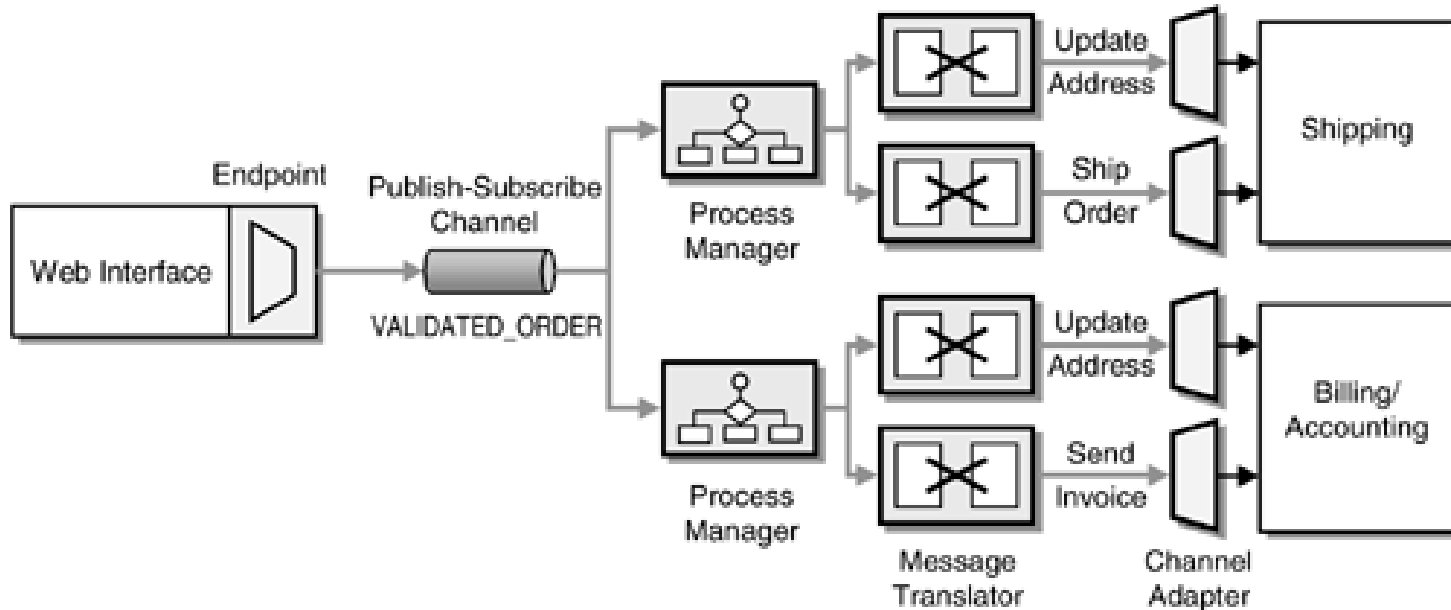 Endpoint
Web Interface
Publish-Subscribe
Channel
VALIDATED_ORDER
Process
Manager
Update
Address
Ship
Order
Shipping
Process
Manager
Update
Address
Send
Invoice
Billing/
Accounting
Message
Translator
Channel
Adapter